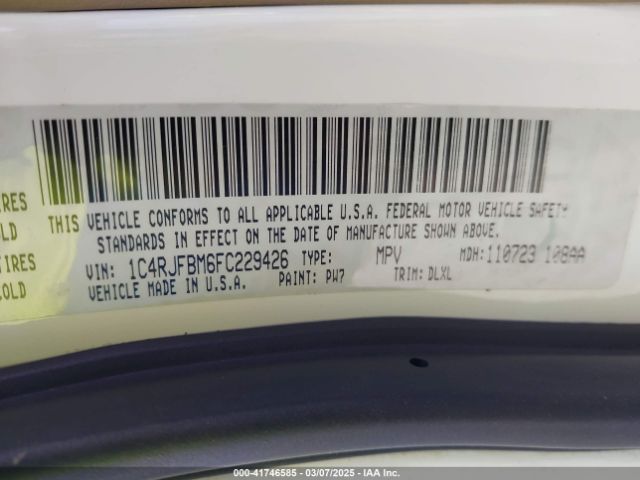 RES
LD
IRES
COLD
THIS VEHICLE CONFORMS TO ALL APPLICABLE U.S.A. FEDERAL MOTOR VEHICLE SAFETY
STANDARDS IN EFFECT ON THE DATE OF MANUFACTURE SHOWN ABOVE.
VIN: 1C4RJFBM6FC229426 TYPE: MPV MDH: 110723 108AA
VEHICLE MADE IN U.S.A. PAINT: PW7 TRIM: DLXL
000-41746585 - 03/07/2025 - IAA Inc.